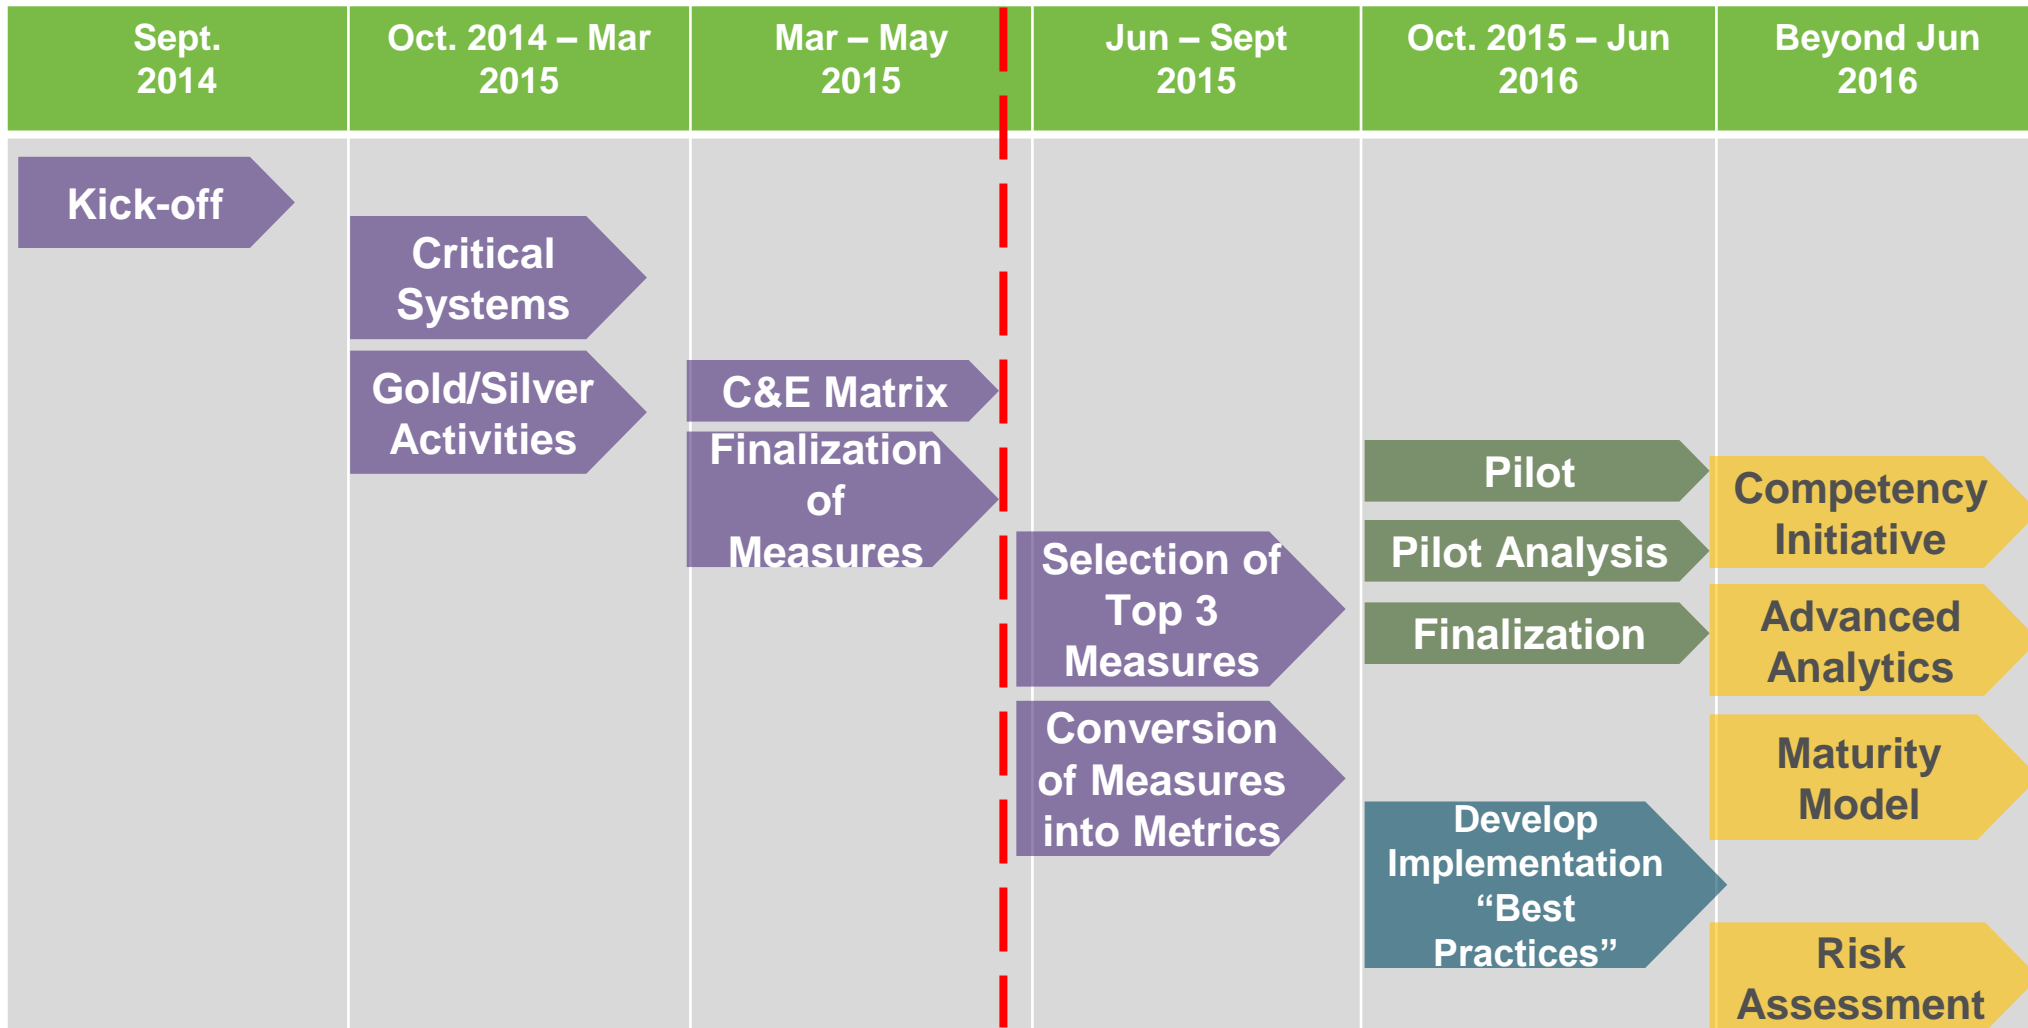 Sept.
2014
Oct. 2014 – Mar
2015
Mar – May
2015
Jun – Sept
2015
Oct. 2015 – Jun
2016
Beyond Jun
2016
Kick-off
Critical
Systems
Gold/Silver
Activities
C&E Matrix
Finalization
of
Measures
Selection of
Top 3
Measures
Conversion
of Measures
into Metrics
Pilot
Pilot Analysis
Finalization
Develop
Implementation
“Best
Practices”
Competency
Initiative
Advanced
Analytics
Maturity
Model
Risk
Assessment